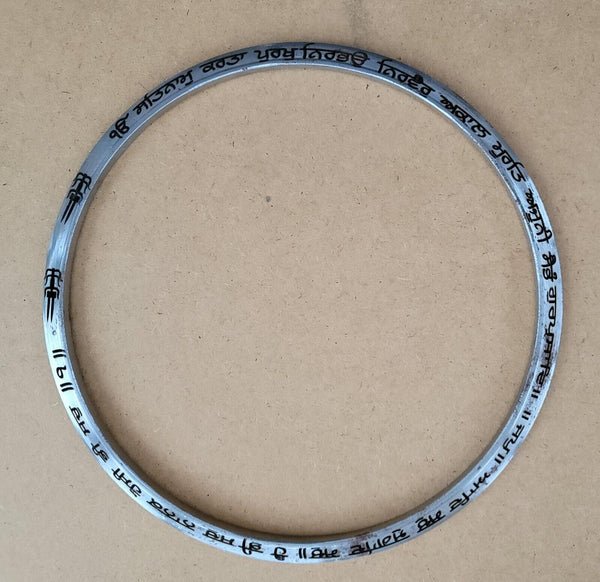 ੴ ਸਤਿਨਾਮੁ ਕਰਤਾ ਪੁਰਖੁ ਨਿਰਭਉ ਨਿਰਵੈਰੁ ਅਕਾਲ ਮੂਰਤਿ ਅਜੂਨੀ ਸੈਭੰ ਗੁਰਪ੍ਰਸਾਦਿ ॥ ਜਪੁ ॥ ਆਦਿ ਸਚੁ ਜੁਗਾਦਿ ਸਚੁ ॥ ਹੈ ਭੀ ਸਚੁ ਨਾਨਕ ਹੋਸੀ ਭੀ ਸਚੁ ॥੧॥